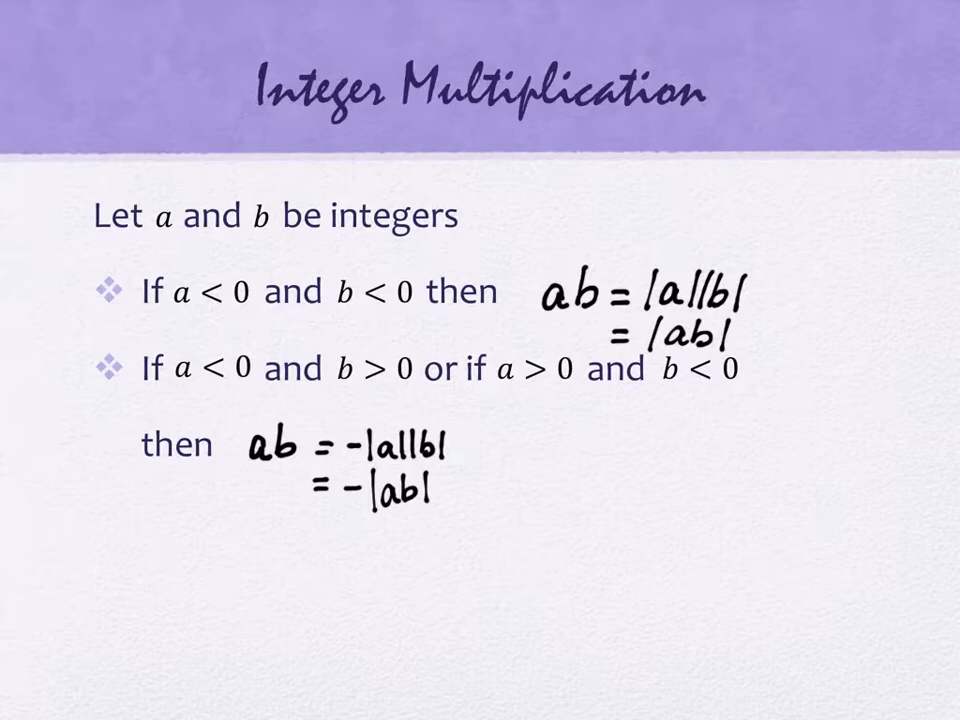 Integer Multiplication
Let a and b be integers
❖ If a < 0 and b < 0 then ab = |a||b|
= |ab|
❖ If a < 0 and b > 0 or if a > 0 and b < 0
then ab = -|a||b|
= -|ab|